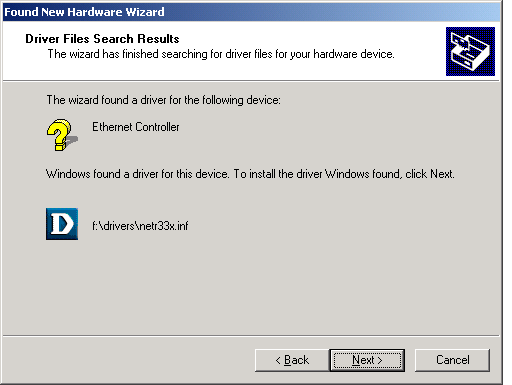 Found New Hardware Wizard
Driver Files Search Results
The wizard has finished searching for driver files for your hardware device.
The wizard found a driver for the following device:
Ethernet Controller
Windows found a driver for this device. To install the driver Windows found, click Next.
D
f:\drivers\netr33x.inf
< Back
Next >
Cancel